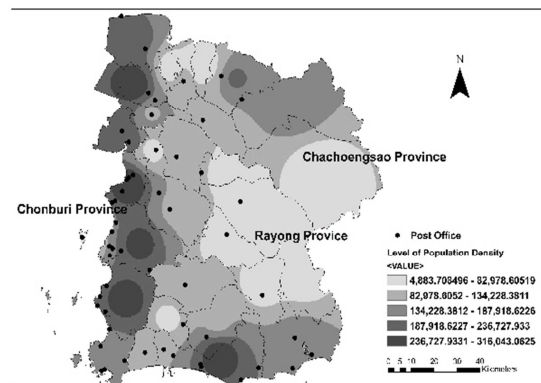 N
Chachoengsao Province
Chonburi Province
Rayong Provice
Post Office
Level of Population Density
<VALUE>
4,883.708496 - 82,978.60519
82,978.6052 - 134,228.3811
134,228.3812 - 187,918.6226
187,918.6227 - 236,727.933
236,727.9331 - 316,043.0625
0 5 10 20 30 40
Kilometers